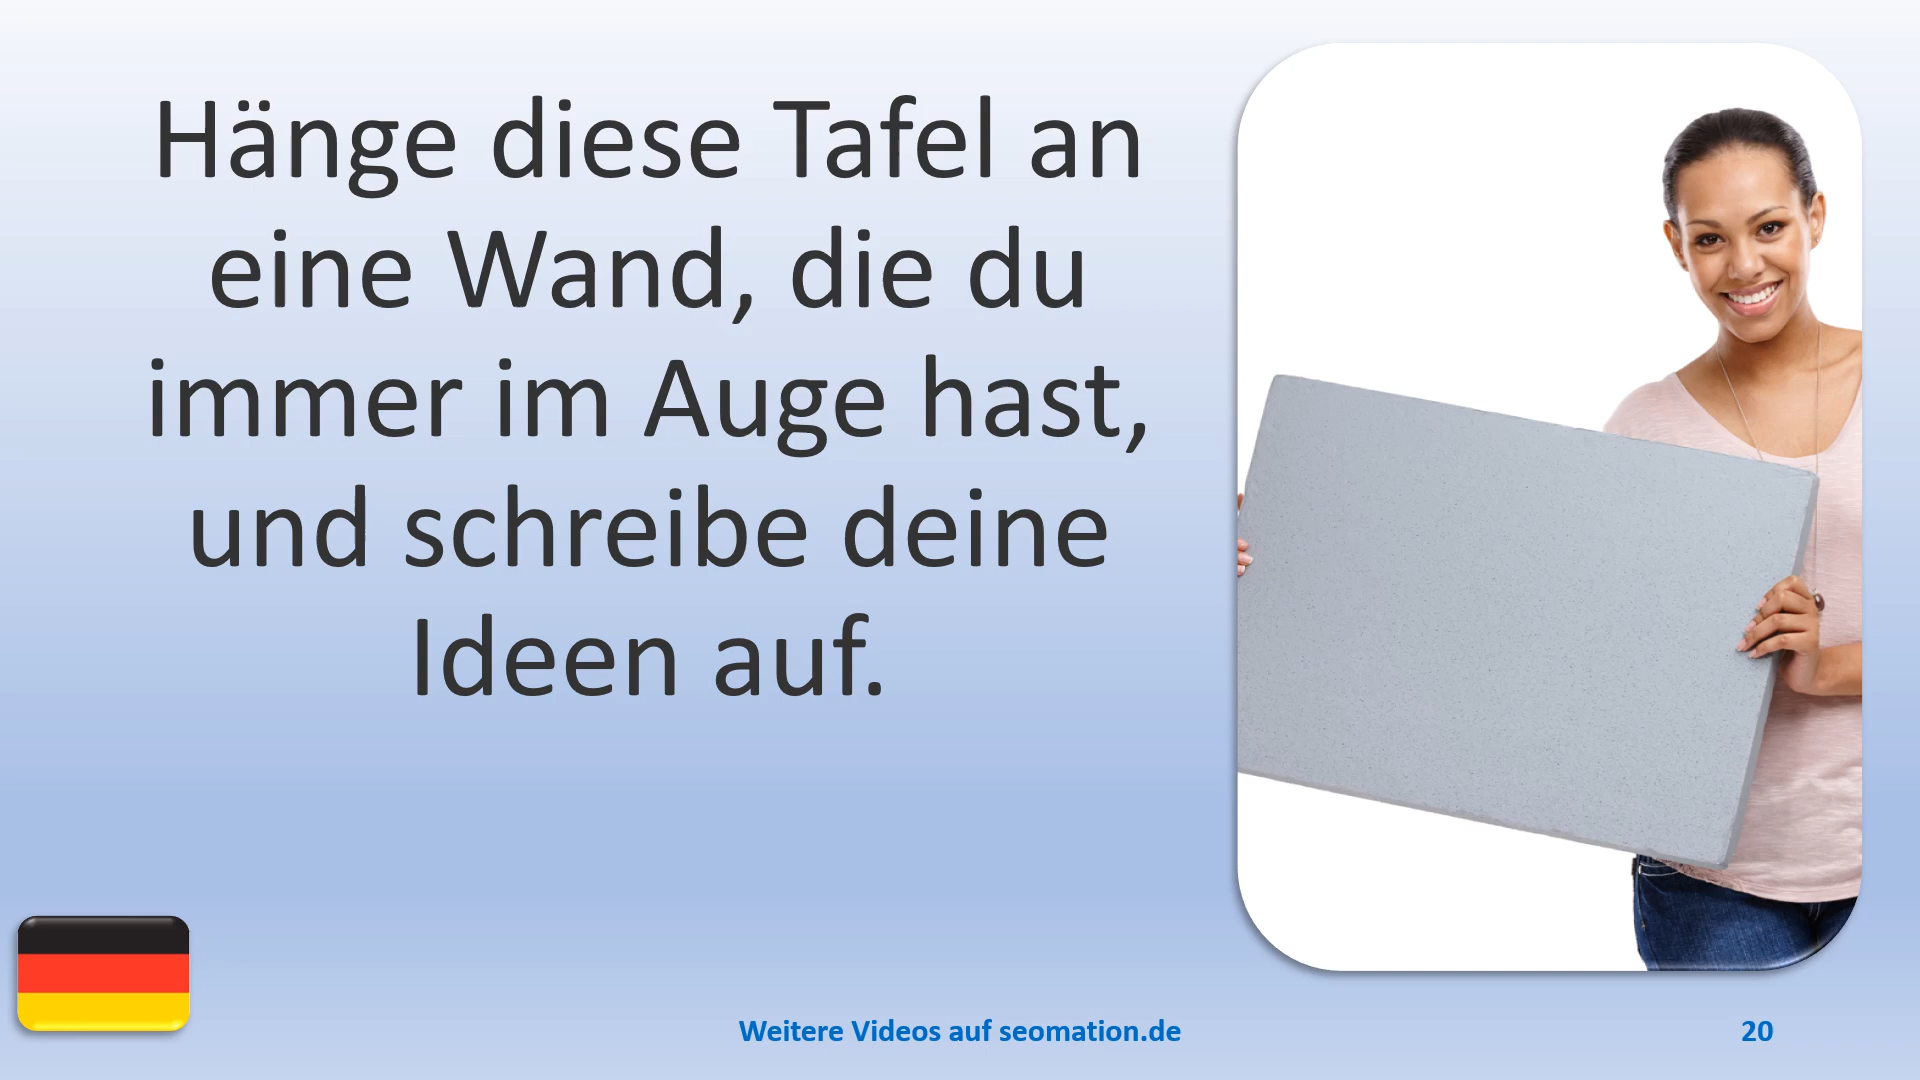 Hänge diese Tafel an
eine Wand, die du
immer im Auge hast,
und schreibe deine
Ideen auf.
Weitere Videos auf seomation.de
20